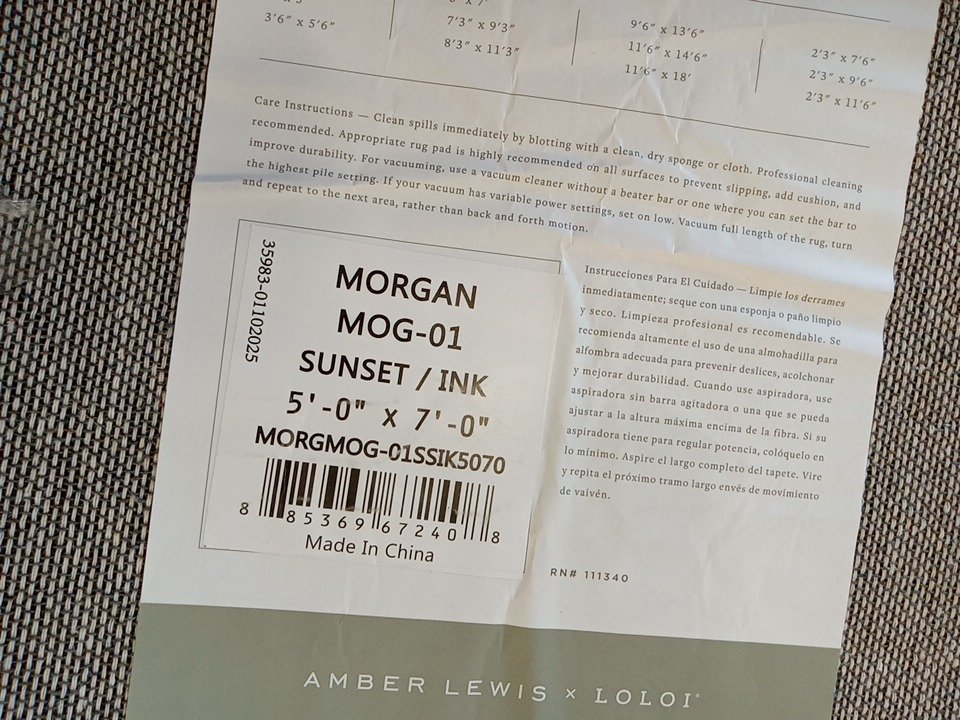 3'6" x 5'6"
7'3" x 9'3"
8'3" x 11'3"
9'6" x 13'6"
11'6" x 14'6"
11'6" x 18'
2'3" x 7'6"
2'3" x 9'6"
2'3" x 11'6"
Care Instructions — Clean spills immediately by blotting with a clean, dry sponge or cloth. Professional cleaning
recommended. Appropriate rug pad is highly recommended on all surfaces to prevent slipping, add cushion, and
improve durability. For vacuuming, use a vacuum cleaner without a beater bar or one where you can set the bar to
the highest pile setting. If your vacuum has variable power settings, set on low. Vacuum full length of the rug, turn
and repeat to the next area, rather than back and forth motion.
35983-01102025
MORGAN
MOG-01
SUNSET / INK
5'-0" x 7'-0"
MORGMOG-01SSIK5070
8 85369 67240 8
Made In China
Instrucciones Para El Cuidado — Limpie los derrames
inmediatamente; seque con una esponja o paño limpio
y seco. Limpieza profesional es recomendable. Se
recomienda altamente el uso de una almohadilla para
alfombra adecuada para prevenir deslices, acolchonar
y mejorar durabilidad. Cuando use aspiradora, use
aspiradora sin barra agitadora o una que se pueda
ajustar a la altura máxima encima de la fibra. Si su
aspiradora tiene para regular potencia, colóquelo en
lo mínimo. Aspire el largo completo del tapete. Vire
y repita el próximo tramo largo envés de movimiento
de vaivén.
RN# 111340
AMBER LEWIS × LOLOI